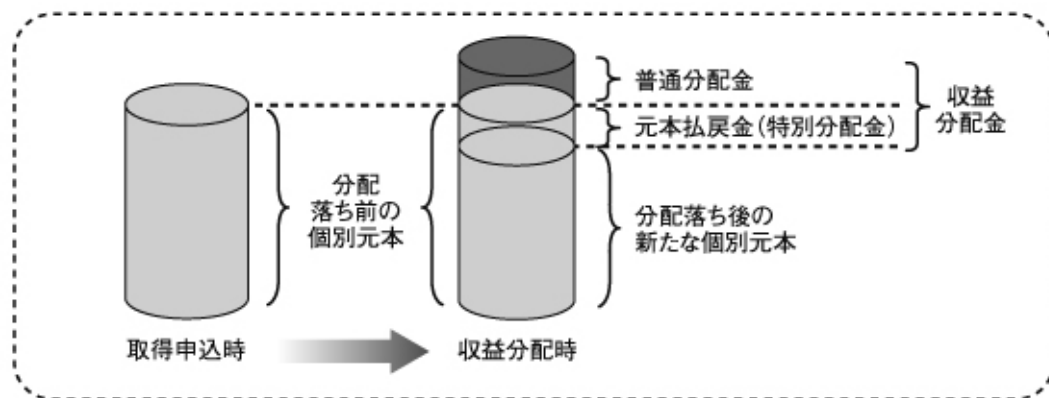 普通分配金
収益
分配金
元本払戻金(特別分配金)
分配
落ち前の
個別元本
分配落ち後の
新たな個別元本
取得申込時
収益分配時